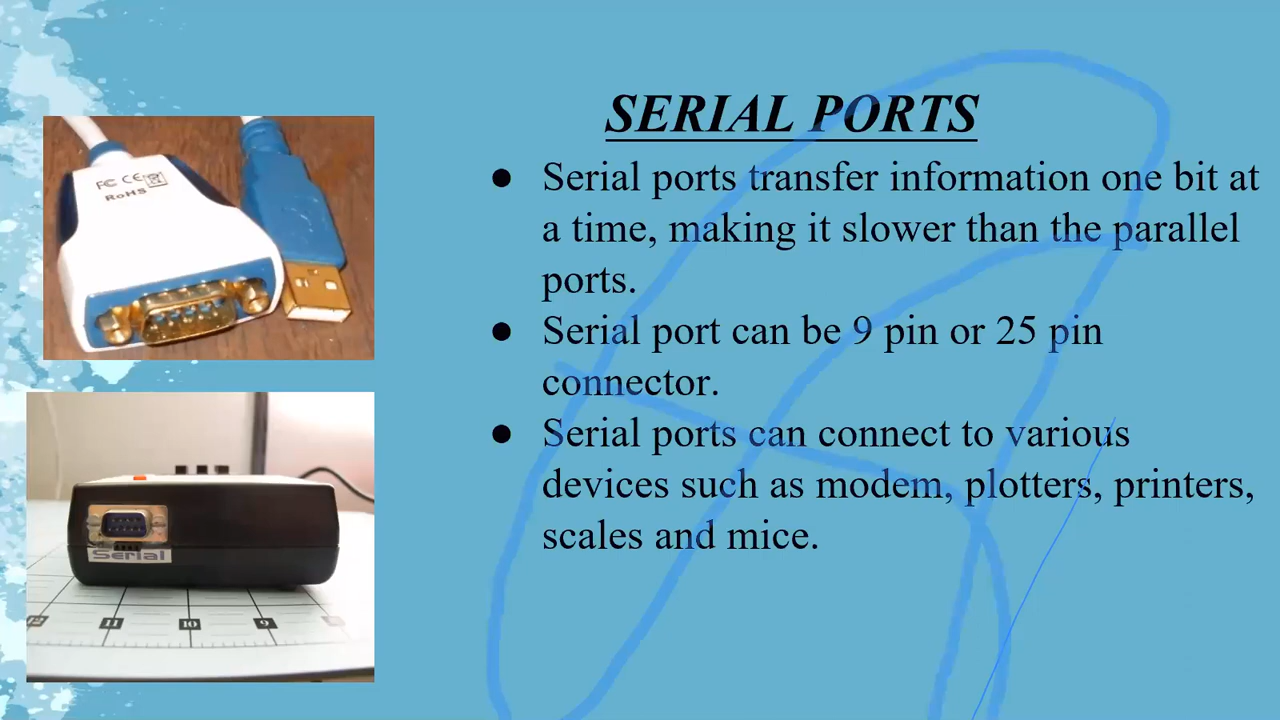 SERIAL PORTS
● Serial ports transfer information one bit at
a time, making it slower than the parallel
ports.
● Serial port can be 9 pin or 25 pin
connector.
● Serial ports can connect to various
devices such as modem, plotters, printers,
scales and mice.
FC CE
RoHS
Serial
12 11 10 9